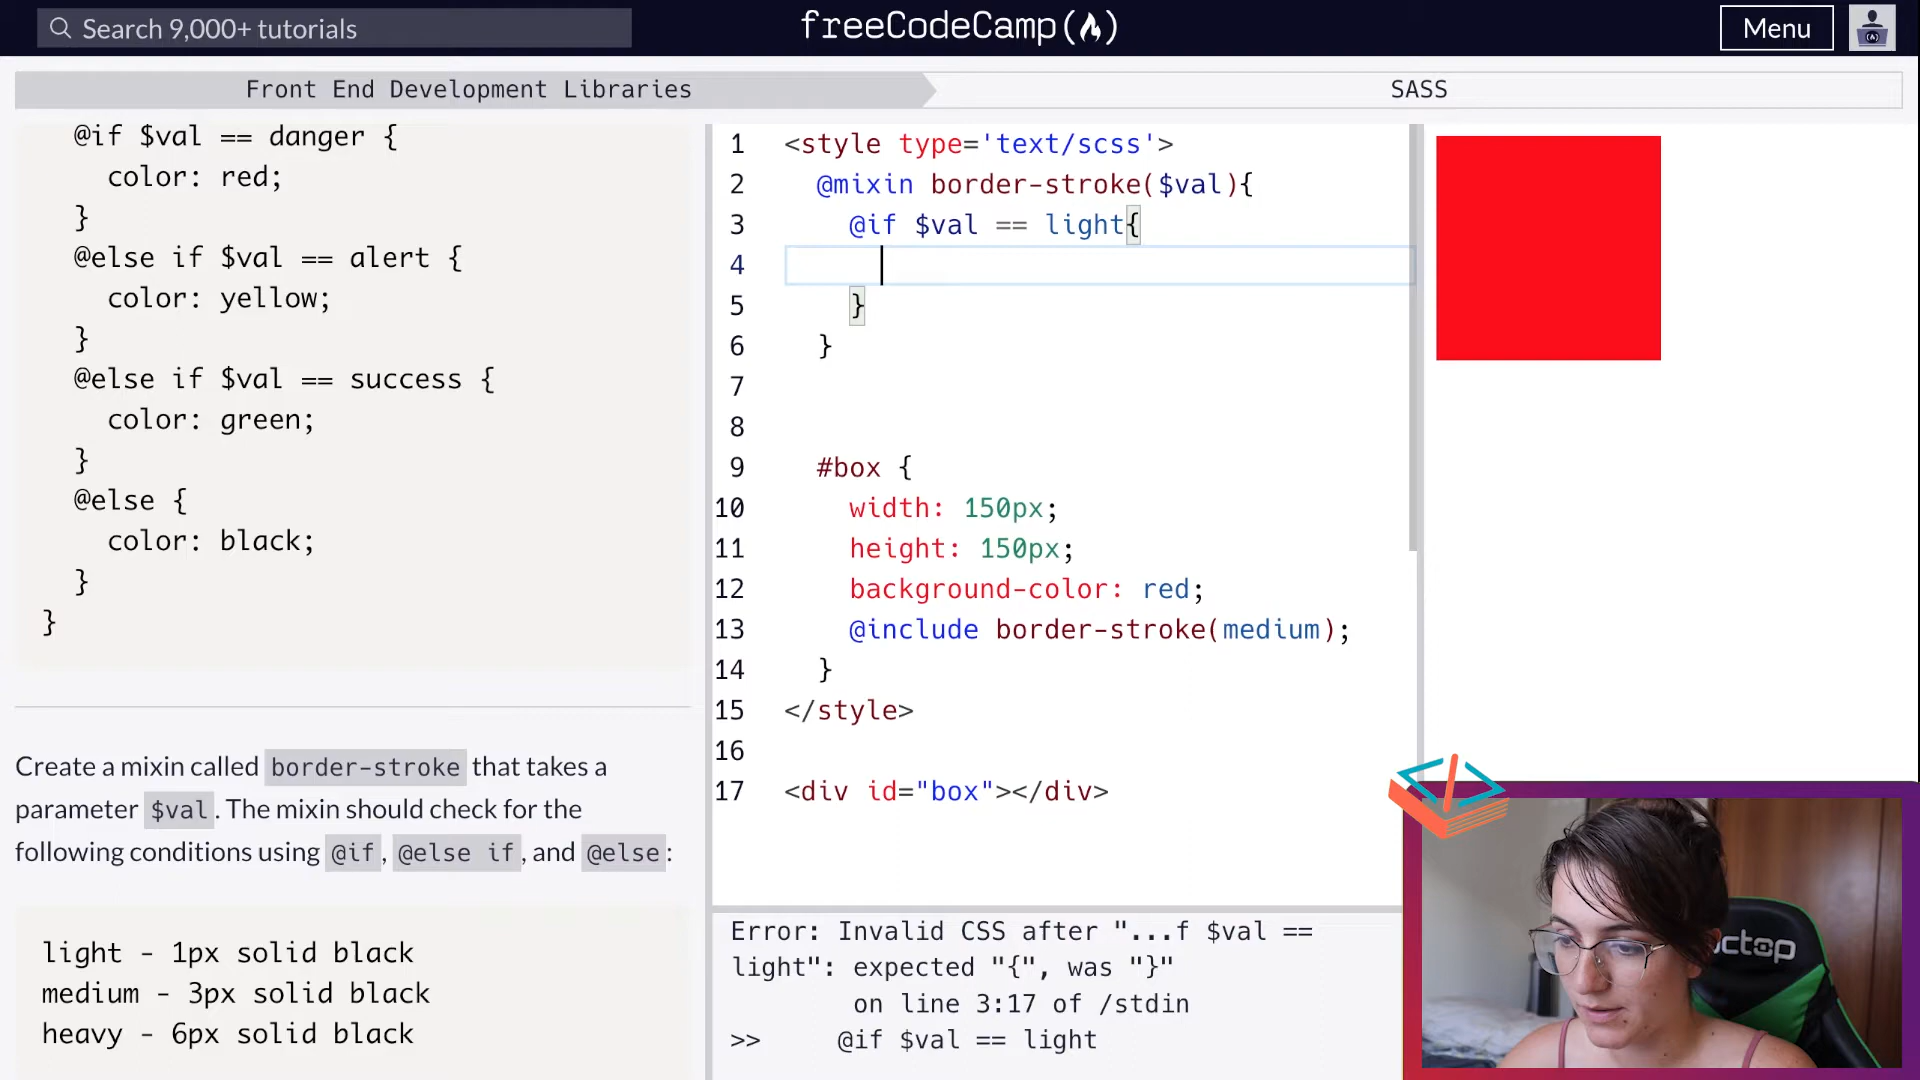 Search 9,000+ tutorials
freeCodeCamp
Menu
Front End Development Libraries
SASS
@if $val == danger {
color: red;
}
@else if $val == alert {
color: yellow;
}
@else if $val == success {
color: green;
}
@else {
color: black;
}
}
Create a mixin called border-stroke that takes a
parameter $val. The mixin should check for the
following conditions using @if, @else if, and @else:
light - 1px solid black
medium - 3px solid black
heavy - 6px solid black
1 <style type='text/scss'>
2 @mixin border-stroke($val){
3 @if $val == light{
4
5 }
6 }
7
8
9 #box {
10 width: 150px;
11 height: 150px;
12 background-color: red;
13 @include border-stroke(medium);
14 }
15 </style>
16
17 <div id="box"></div>
Error: Invalid CSS after "...f $val ==
light": expected "{", was "}"
on line 3:17 of /stdin
>> @if $val == light